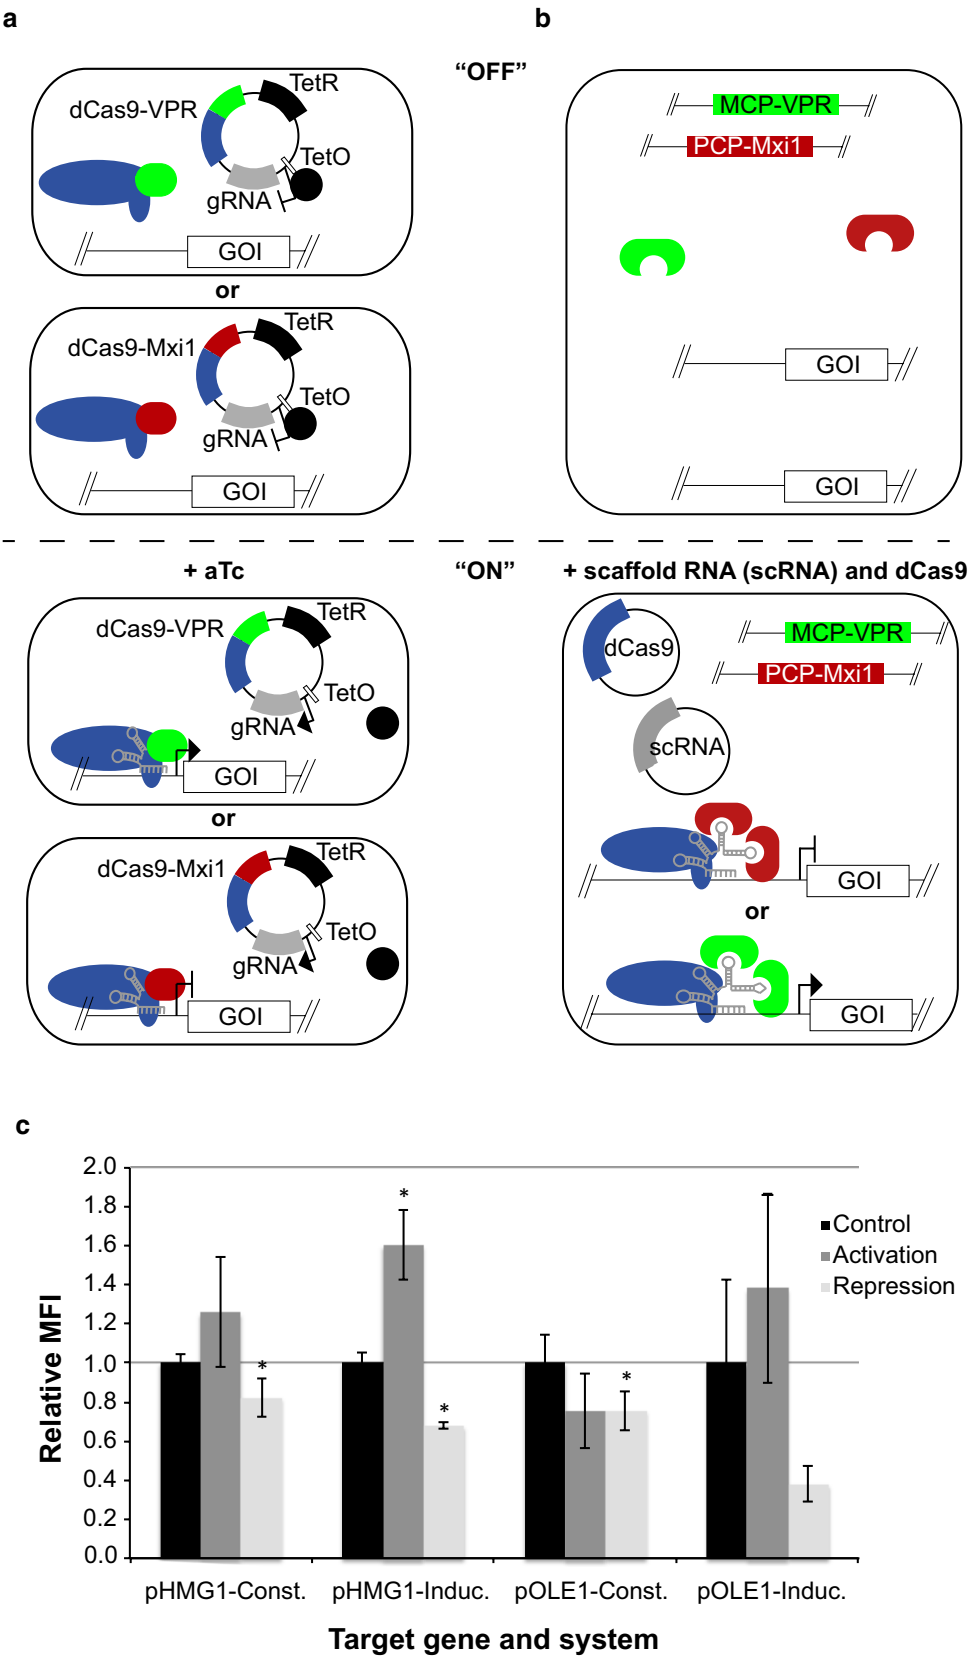 a
b
"OFF"
TetR
dCas9-VPR
TetO
gRNA
GOI
or
TetR
dCas9-Mxi1
TetO
gRNA
GOI
MCP-VPR
PCP-Mxi1
GOI
GOI
+ aTc
"ON"
+ scaffold RNA (scRNA) and dCas9
TetR
dCas9-VPR
TetO
gRNA
GOI
or
TetR
dCas9-Mxi1
TetO
gRNA
GOI
dCas9
MCP-VPR
PCP-Mxi1
scRNA
GOI
or
GOI
c
2.0
1.8
1.6
1.4
1.2
1.0
0.8
0.6
0.4
0.2
0.0
Relative MFI
*
*
*
*
Control
Activation
Repression
pHMG1-Const. pHMG1-Induc. pOLE1-Const. pOLE1-Induc.
Target gene and system